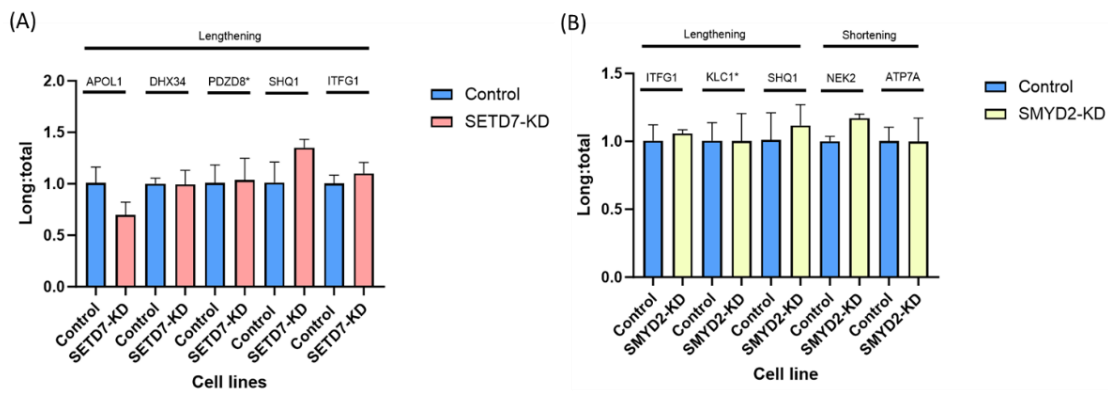 (A)
Lengthening
APOL1 DHX34 PDZD8* SHQ1 ITFG1
2.0
1.5
1.0
0.5
0.0
Long:total
Control SETD7-KD Control SETD7-KD Control SETD7-KD Control SETD7-KD Control SETD7-KD
Cell lines
Control
SETD7-KD
(B)
Lengthening Shortening
ITFG1 KLC1* SHQ1 NEK2 ATP7A
1.5
1.0
0.5
0.0
Long:total
Control SMYD2-KD Control SMYD2-KD Control SMYD2-KD Control SMYD2-KD Control SMYD2-KD
Cell line
Control
SMYD2-KD